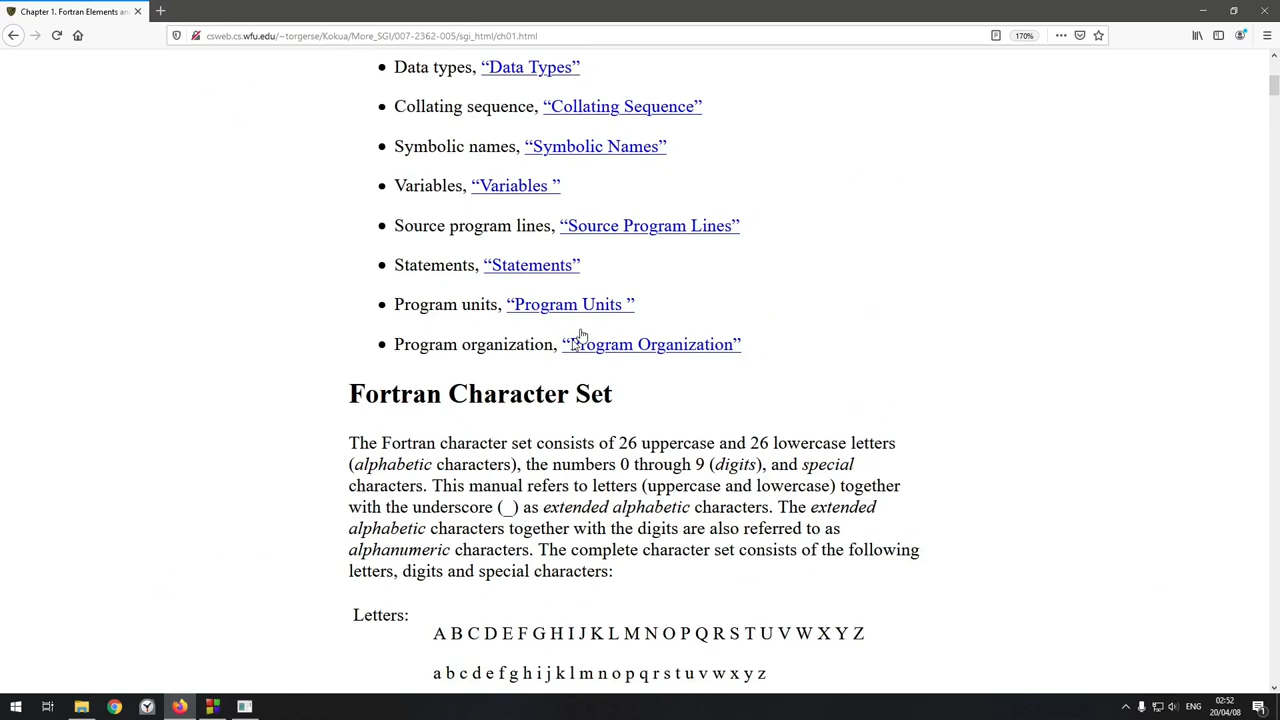 Chapter 1. Fortran Elements an
csweb.cs.wfu.edu/~torgerse/Kokua/More_SGI/007-2362-005/sgi_html/ch01.html
170%
Data types, “Data Types”
Collating sequence, “Collating Sequence”
Symbolic names, “Symbolic Names”
Variables, “Variables ”
Source program lines, “Source Program Lines”
Statements, “Statements”
Program units, “Program Units ”
Program organization, “Program Organization”
Fortran Character Set
The Fortran character set consists of 26 uppercase and 26 lowercase letters
(alphabetic characters), the numbers 0 through 9 (digits), and special
characters. This manual refers to letters (uppercase and lowercase) together
with the underscore (_) as extended alphabetic characters. The extended
alphabetic characters together with the digits are also referred to as
alphanumeric characters. The complete character set consists of the following
letters, digits and special characters:
Letters:
A B C D E F G H I J K L M N O P Q R S T U V W X Y Z
a b c d e f g h i j k l m n o p q r s t u v w x y z
ENG
02:52
20/04/08